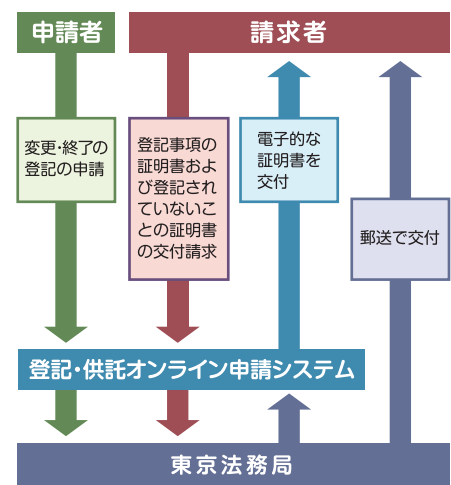 申請者
請求者
変更・終了の
登記の申請
登記事項の
証明書およ
び登記され
ていないこ
との証明書
の交付請求
電子的な
証明書を
交付
郵送で交付
登記・供託オンライン申請システム
東京法務局